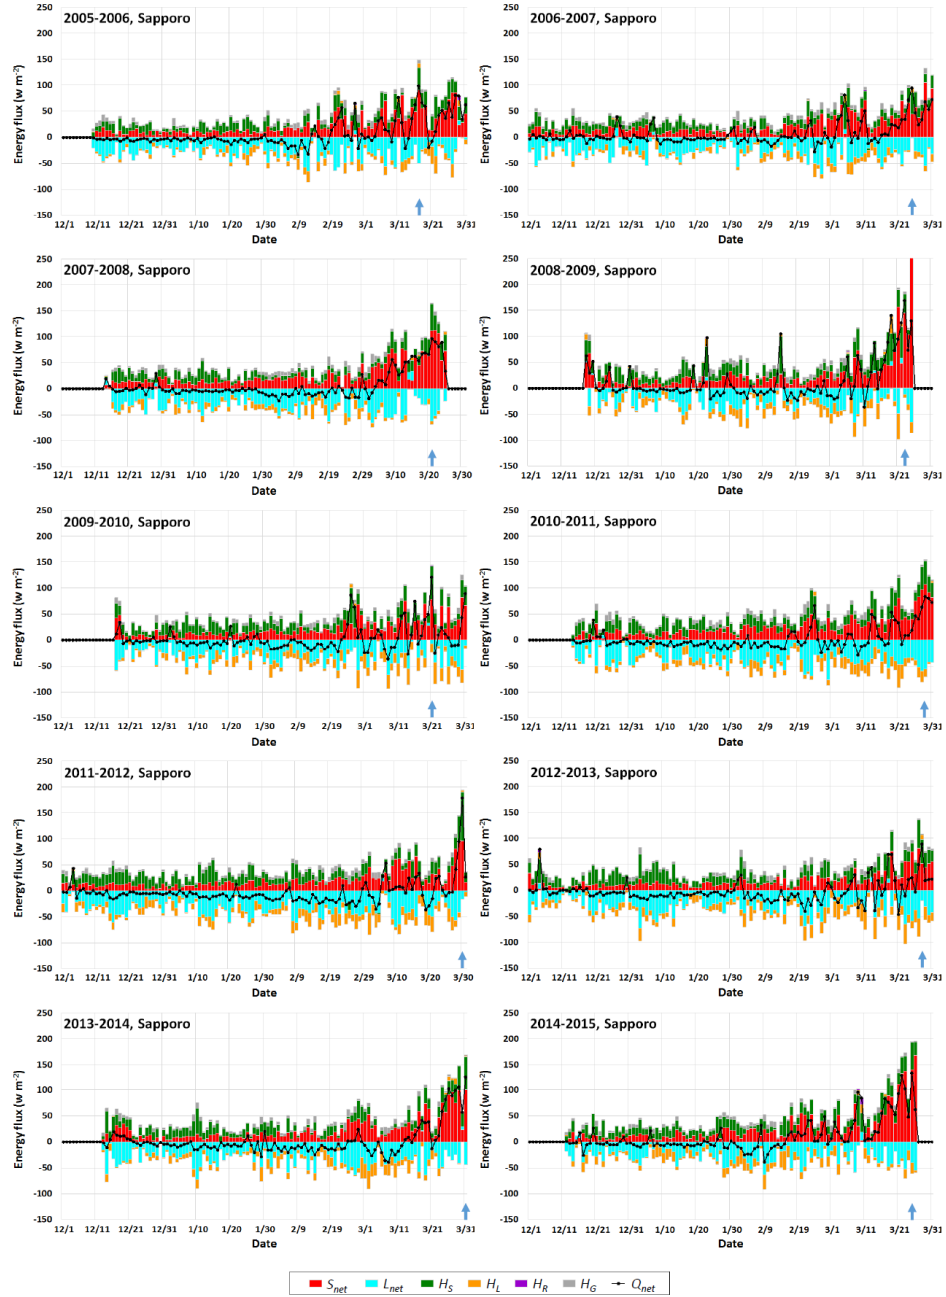 2005-2006, Sapporo
Energy flux (w m⁻²)
250
200
150
100
50
0
-50
-100
-150
12/1 12/11 12/21 12/31 1/10 1/20 1/30 2/9 2/19 3/1 3/11 3/21 3/31
Date
2006-2007, Sapporo
Energy flux (w m⁻²)
250
200
150
100
50
0
-50
-100
-150
12/1 12/11 12/21 12/31 1/10 1/20 1/30 2/9 2/19 3/1 3/11 3/21 3/31
Date
2007-2008, Sapporo
Energy flux (w m⁻²)
250
200
150
100
50
0
-50
-100
-150
12/1 12/11 12/21 12/31 1/10 1/20 1/30 2/9 2/19 2/29 3/10 3/20 3/30
Date
2008-2009, Sapporo
Energy flux (w m⁻²)
250
200
150
100
50
0
-50
-100
-150
12/1 12/11 12/21 12/31 1/10 1/20 1/30 2/9 2/19 3/1 3/11 3/21 3/31
Date
2009-2010, Sapporo
Energy flux (w m⁻²)
250
200
150
100
50
0
-50
-100
-150
12/1 12/11 12/21 12/31 1/10 1/20 1/30 2/9 2/19 3/1 3/11 3/21 3/31
Date
2010-2011, Sapporo
Energy flux (w m⁻²)
250
200
150
100
50
0
-50
-100
-150
12/1 12/11 12/21 12/31 1/10 1/20 1/30 2/9 2/19 3/1 3/11 3/21 3/31
Date
2011-2012, Sapporo
Energy flux (w m⁻²)
250
200
150
100
50
0
-50
-100
-150
12/1 12/11 12/21 12/31 1/10 1/20 1/30 2/9 2/19 2/29 3/10 3/20 3/30
Date
2012-2013, Sapporo
Energy flux (w m⁻²)
250
200
150
100
50
0
-50
-100
-150
12/1 12/11 12/21 12/31 1/10 1/20 1/30 2/9 2/19 3/1 3/11 3/21 3/31
Date
2013-2014, Sapporo
Energy flux (w m⁻²)
250
200
150
100
50
0
-50
-100
-150
12/1 12/11 12/21 12/31 1/10 1/20 1/30 2/9 2/19 3/1 3/11 3/21 3/31
Date
2014-2015, Sapporo
Energy flux (w m⁻²)
250
200
150
100
50
0
-50
-100
-150
12/1 12/11 12/21 12/31 1/10 1/20 1/30 2/9 2/19 3/1 3/11 3/21 3/31
Date
S_net L_net H_S H_L H_R H_G Q_net